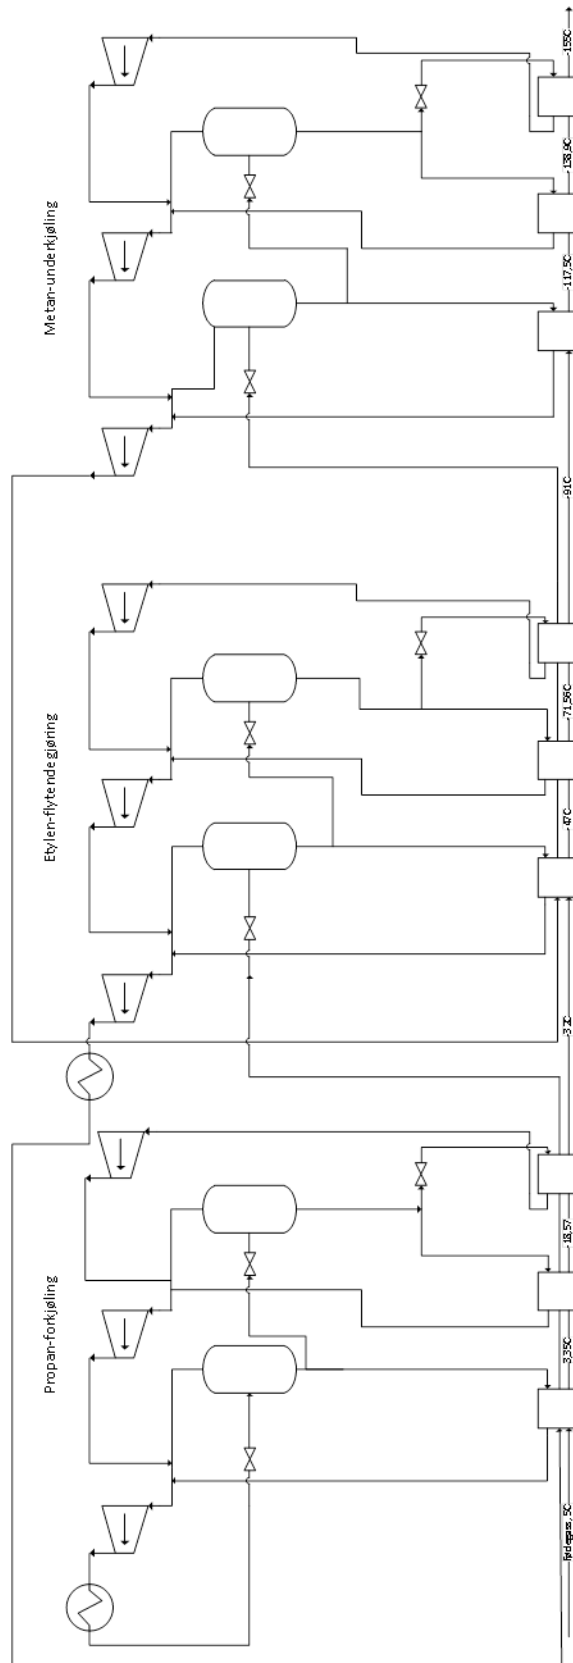 Metan-underkjøling
Etylen-flytendegjøring
Propan-forkjøling
-155C
-138,9C
-117,5C
-91C
-71,56C
-47C
-32C
-18,57
-3,35C
Fødegass, 5C